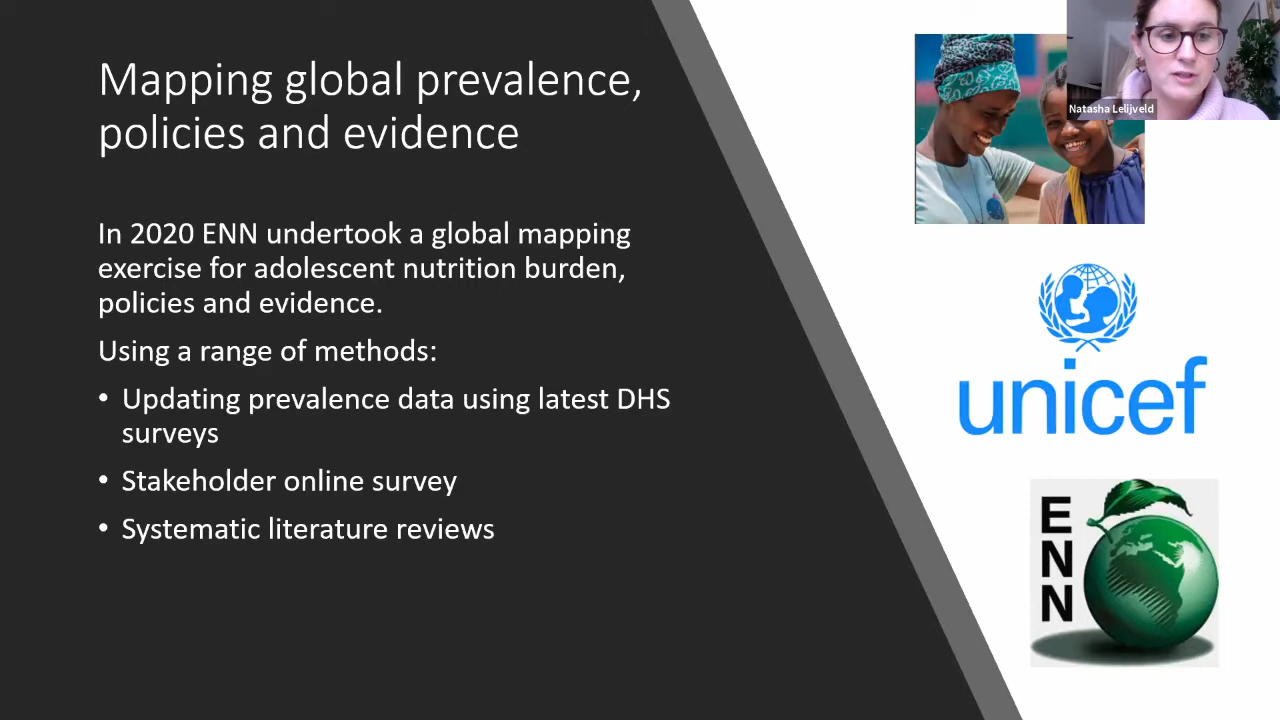 Mapping global prevalence,
policies and evidence
In 2020 ENN undertook a global mapping
exercise for adolescent nutrition burden,
policies and evidence.
Using a range of methods:
• Updating prevalence data using latest DHS
surveys
• Stakeholder online survey
• Systematic literature reviews
Natasha Lelijveld
unicef
E
N
N